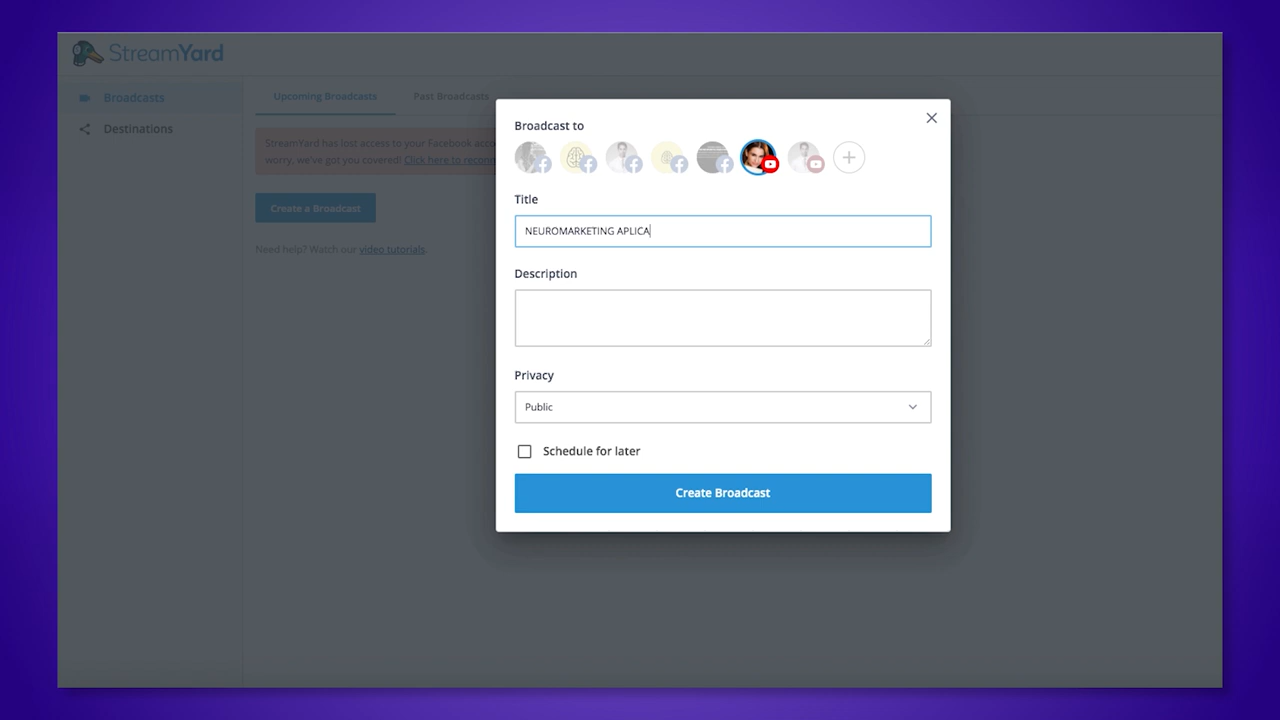 StreamYard
Broadcasts
Destinations
Upcoming Broadcasts
Past Broadcasts
StreamYard has lost access to your Facebook acco
worry, we've got you covered! Click here to reconn
Create a Broadcast
Need help? Watch our video tutorials.
Broadcast to
Title
NEUROMARKETING APLICA
Description
Privacy
Public
Schedule for later
Create Broadcast